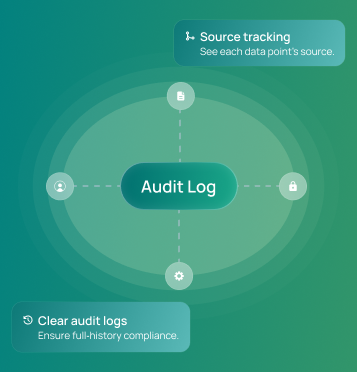 Source tracking
See each data point's source.
Audit Log
Clear audit logs
Ensure full-history compliance.